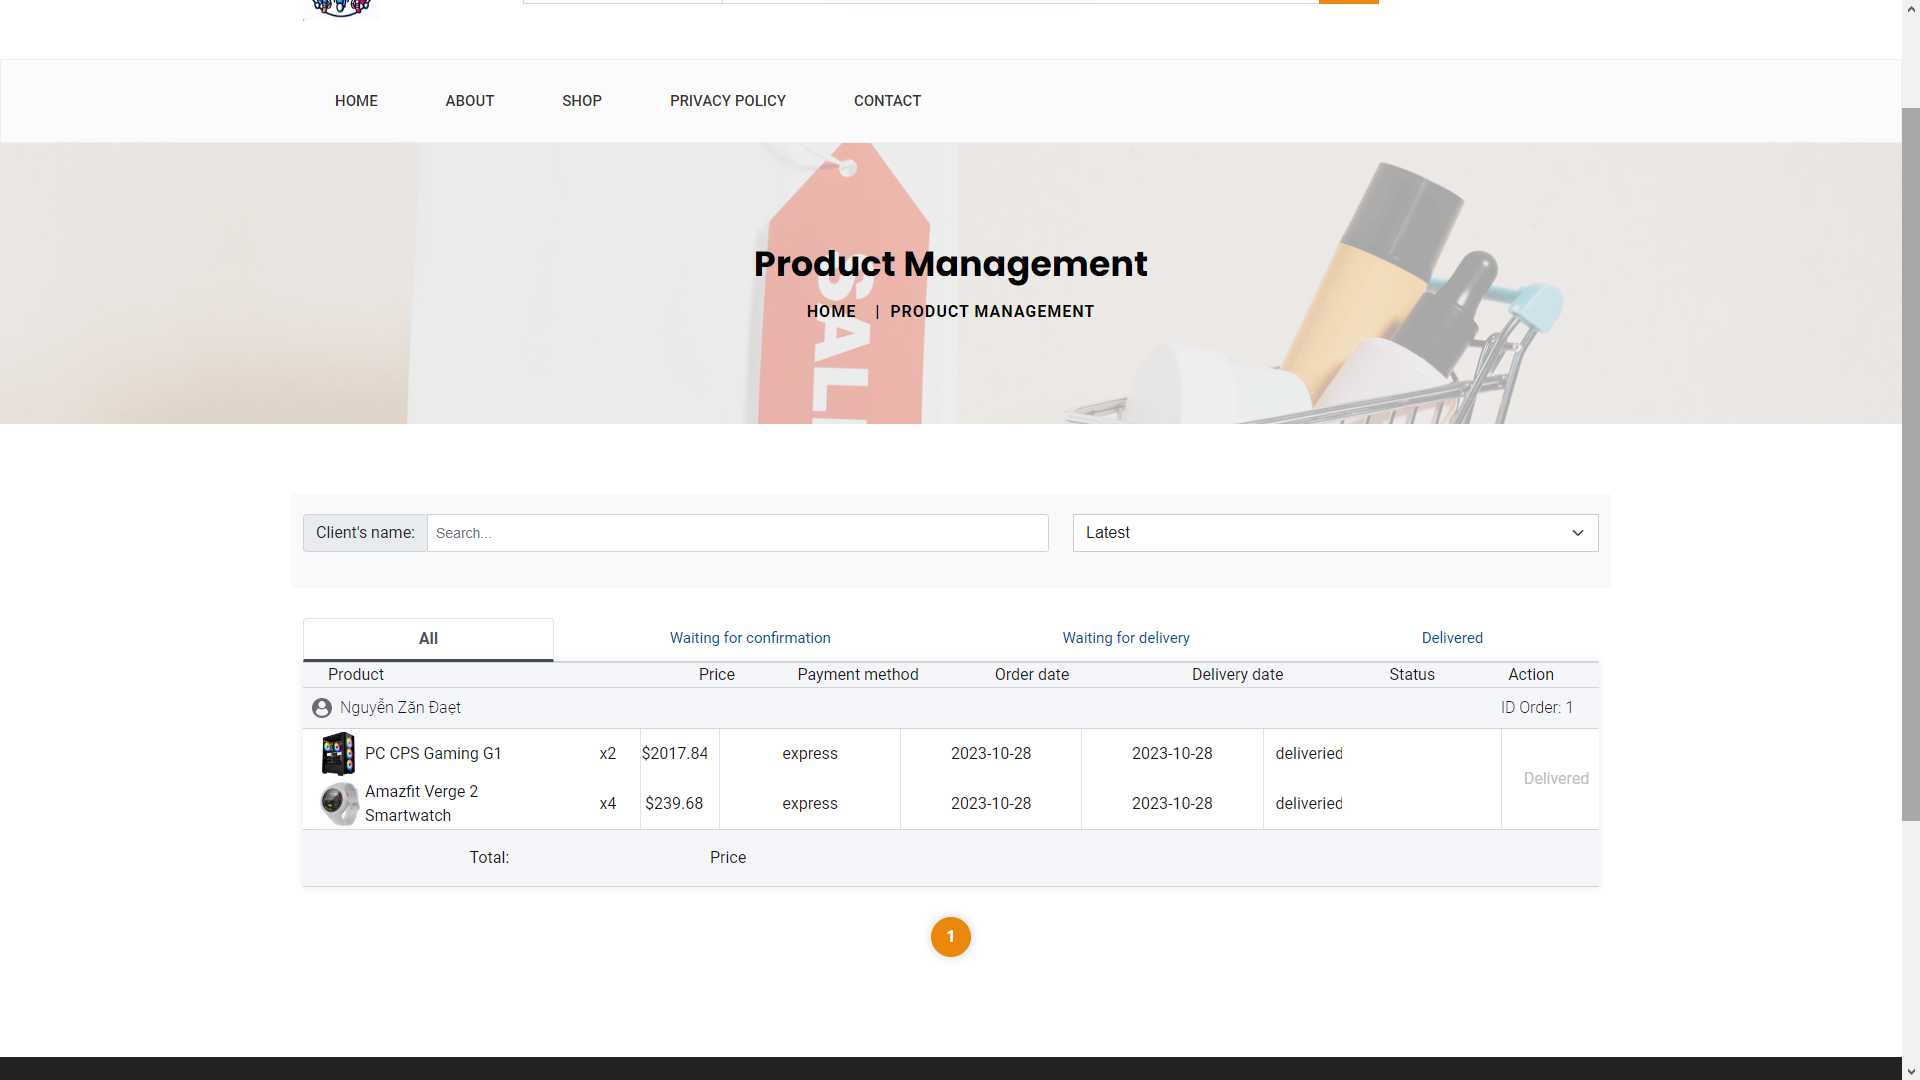 HOME ABOUT SHOP PRIVACY POLICY CONTACT
SALE
Product Management
HOME | PRODUCT MANAGEMENT
Client's name: Search... Latest
All Waiting for confirmation Waiting for delivery Delivered
Product Price Payment method Order date Delivery date Status Action
Nguyễn Zăn Đaẹt ID Order: 1
PC CPS Gaming G1 x2 $2017.84 express 2023-10-28 2023-10-28 deliveried
Delivered
Amazfit Verge 2
Smartwatch x4 $239.68 express 2023-10-28 2023-10-28 deliveried
Total: Price
1